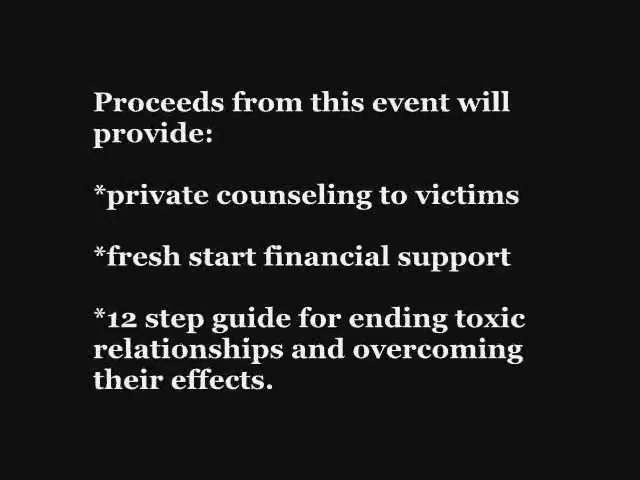 Proceeds from this event will
provide:
*private counseling to victims
*fresh start financial support
*12 step guide for ending toxic
relationships and overcoming
their effects.